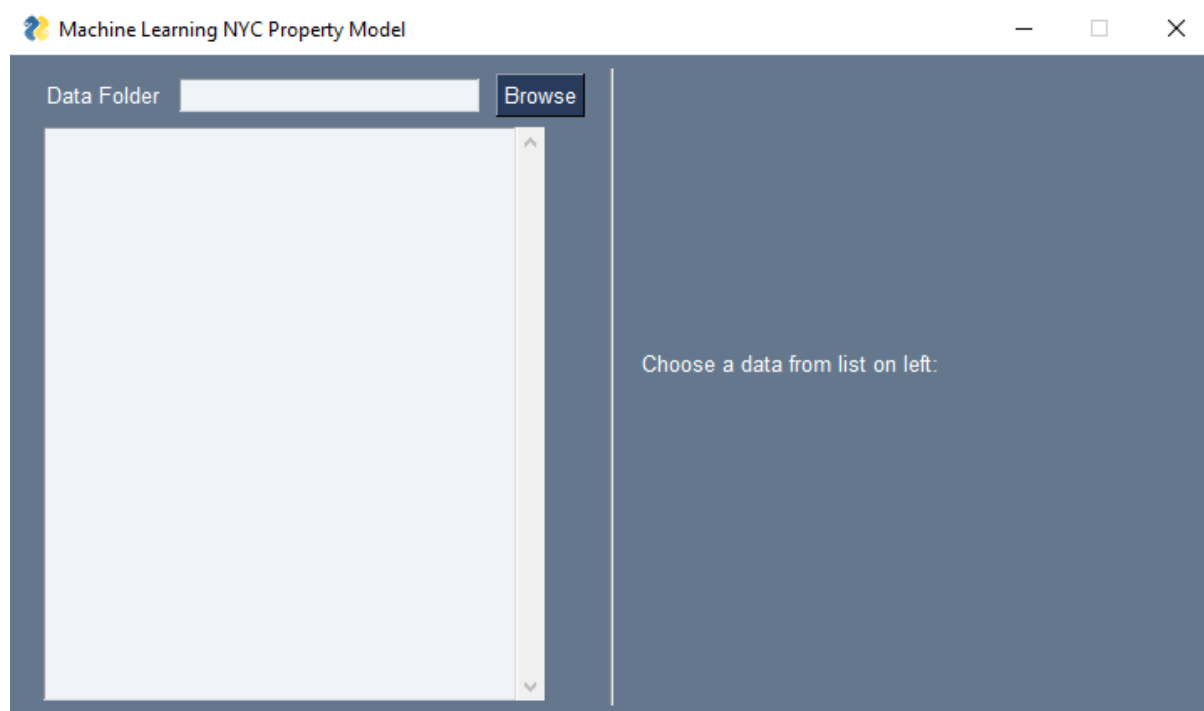 Machine Learning NYC Property Model
Data Folder
Browse
Choose a data from list on left: